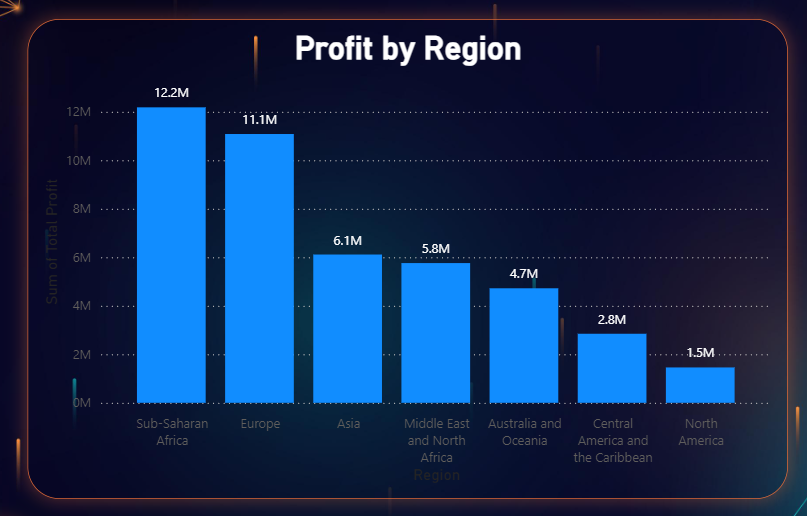 Profit by Region
12.2M
11.1M
6.1M
5.8M
4.7M
2.8M
1.5M
12M
10M
8M
6M
4M
2M
0M
Sum of Total Profit
Sub-Saharan
Africa
Europe
Asia
Middle East
and North
Africa
Australia and
Oceania
Central
America and
the Caribbean
North
America
Region